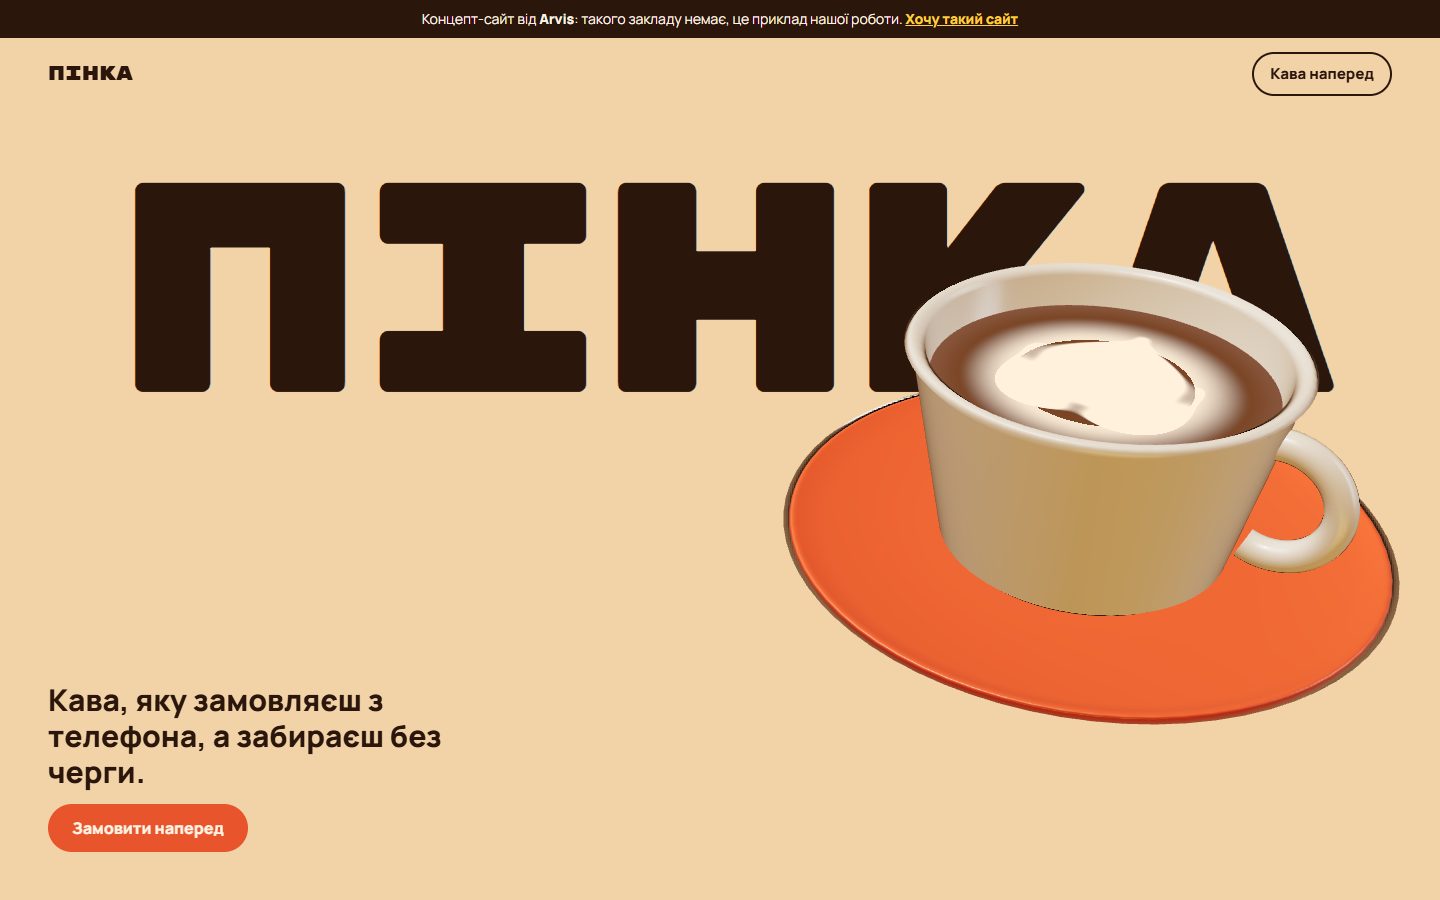 Концепт-сайт від Arvis: такого закладу немає, це приклад нашої роботи. Хочу такий сайт
ПІНКА
Кава наперед
ПІНКА
Кава, яку замовляєш з
телефона, а забираєш без
черги.
Замовити наперед